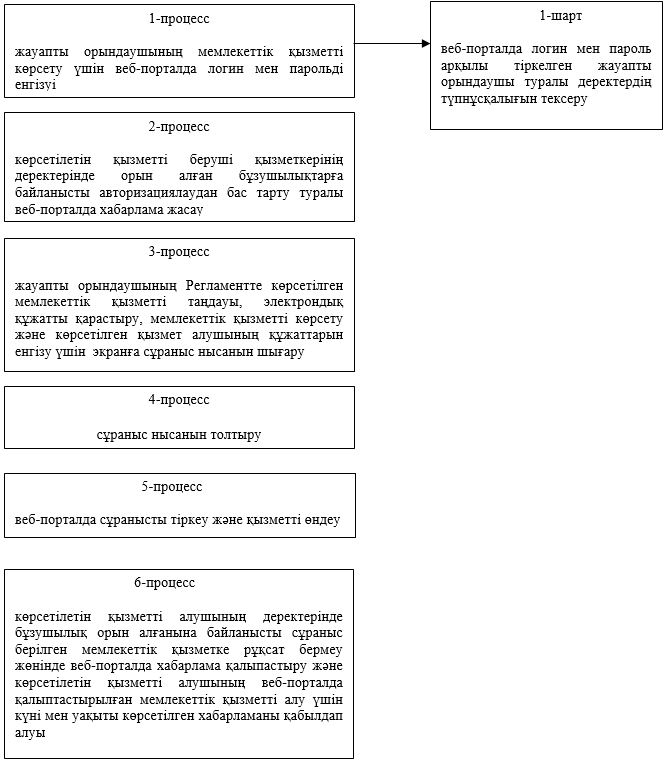 1-процесс
жауапты орындаушының мемлекеттік қызметті
көрсету үшін веб-порталда логин мен парольді
енгізуі
1-шарт
веб-порталда логин мен пароль
арқылы тіркелген жауапты
орындаушы туралы деректердің
түпнұсқалығын тексеру
2-процесс
көрсетілетін қызметті беруші қызметкерінің
деректерінде орын алған бұзушылықтарға
байланысты авторизациялаудан бас тарту туралы
веб-порталда хабарлама жасау
3-процесс
жауапты орындаушының Регламентте көрсетілген
мемлекеттік қызметті таңдауы, электрондық
құжатты қарастыру, мемлекеттік қызметті көрсету
және көрсетілген қызмет алушының құжаттарын
енгізу үшін экранға сұраныс нысанын шығару
4-процесс
сұраныс нысанын толтыру
5-процесс
веб-порталда сұранысты тіркеу және қызметті өңдеу
6-процесс
көрсетілетін қызметті алушының деректерінде
бұзушылық орын алғанына байланысты сұраныс
берілген мемлекеттік қызметке рұқсат бермеу
жөнінде веб-порталда хабарлама қалыпастыру және
көрсетілетін қызметті алушының веб-порталда
қалыптастырылған мемлекеттік қызметті алу үшін
күні мен уақыты көрсетілген хабарламаны қабылдап
алуы